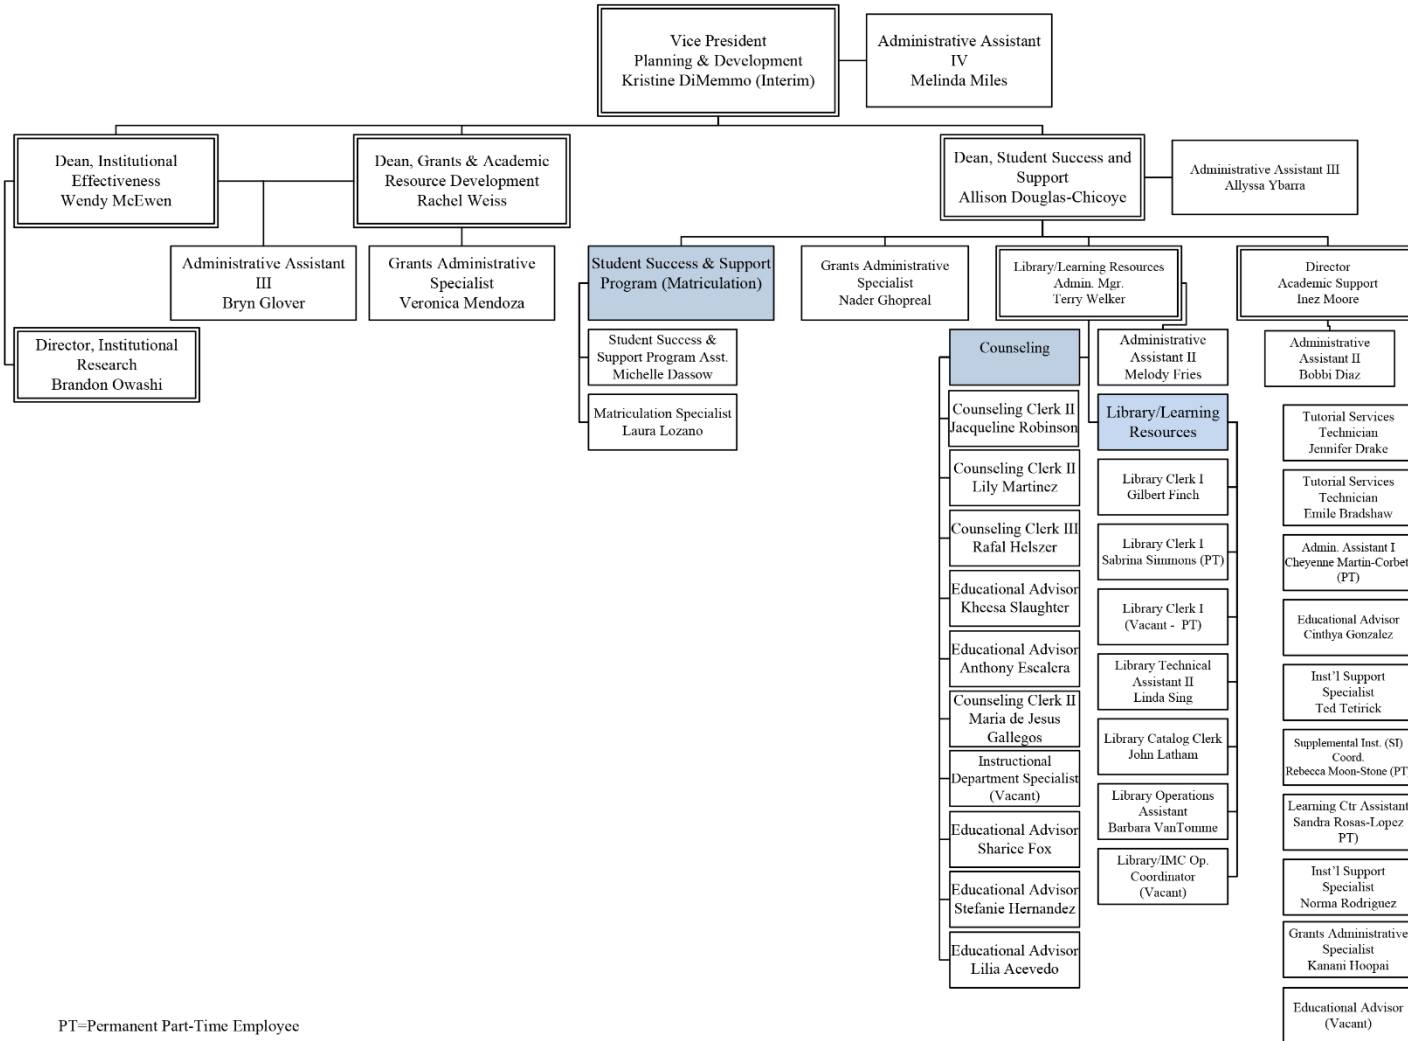 Vice President
Planning & Development
Kristine DiMemmo (Interim)
Administrative Assistant
IV
Melinda Miles
Dean, Institutional
Effectiveness
Wendy McEwen
Dean, Grants & Academic
Resource Development
Rachel Weiss
Dean, Student Success and
Support
Allison Douglas-Chicoye
Administrative Assistant III
Allyssa Ybarra
Administrative Assistant
III
Bryn Glover
Grants Administrative
Specialist
Veronica Mendoza
Student Success & Support
Program (Matriculation)
Grants Administrative
Specialist
Nader Ghopreal
Library/Learning Resources
Admin. Mgr.
Terry Welker
Director
Academic Support
Inez Moore
Director, Institutional
Research
Brandon Owashi
Student Success &
Support Program Asst.
Michelle Dassow
Matriculation Specialist
Laura Lozano
Counseling
Counseling Clerk II
Jacqueline Robinson
Counseling Clerk II
Lily Martinez
Counseling Clerk III
Rafal Helszer
Educational Advisor
Kheesa Slaughter
Educational Advisor
Anthony Escalera
Counseling Clerk II
Maria de Jesus
Gallegos
Instructional
Department Specialist
(Vacant)
Educational Advisor
Sharice Fox
Educational Advisor
Stefanie Hernandez
Educational Advisor
Lilia Acevedo
Administrative
Assistant II
Melody Fries
Library/Learning
Resources
Library Clerk I
Gilbert Finch
Library Clerk I
Sabrina Simmons (PT)
Library Clerk I
(Vacant - PT)
Library Technical
Assistant II
Linda Sing
Library Catalog Clerk
John Latham
Library Operations
Assistant
Barbara VanTomme
Library/IMC Op.
Coordinator
(Vacant)
Administrative
Assistant II
Bobbi Diaz
Tutorial Services
Technician
Jennifer Drake
Tutorial Services
Technician
Emile Bradshaw
Admin. Assistant I
Cheyenne Martin-Corbet
(PT)
Educational Advisor
Cinthya Gonzalez
Inst'l Support
Specialist
Ted Tetirick
Supplemental Inst. (SI)
Coord.
Rebecca Moon-Stone (PT)
Learning Ctr Assistant
Sandra Rosas-Lopez
PT)
Inst'l Support
Specialist
Norma Rodriguez
Grants Administrative
Specialist
Kanani Hoopai
Educational Advisor
(Vacant)
PT=Permanent Part-Time Employee